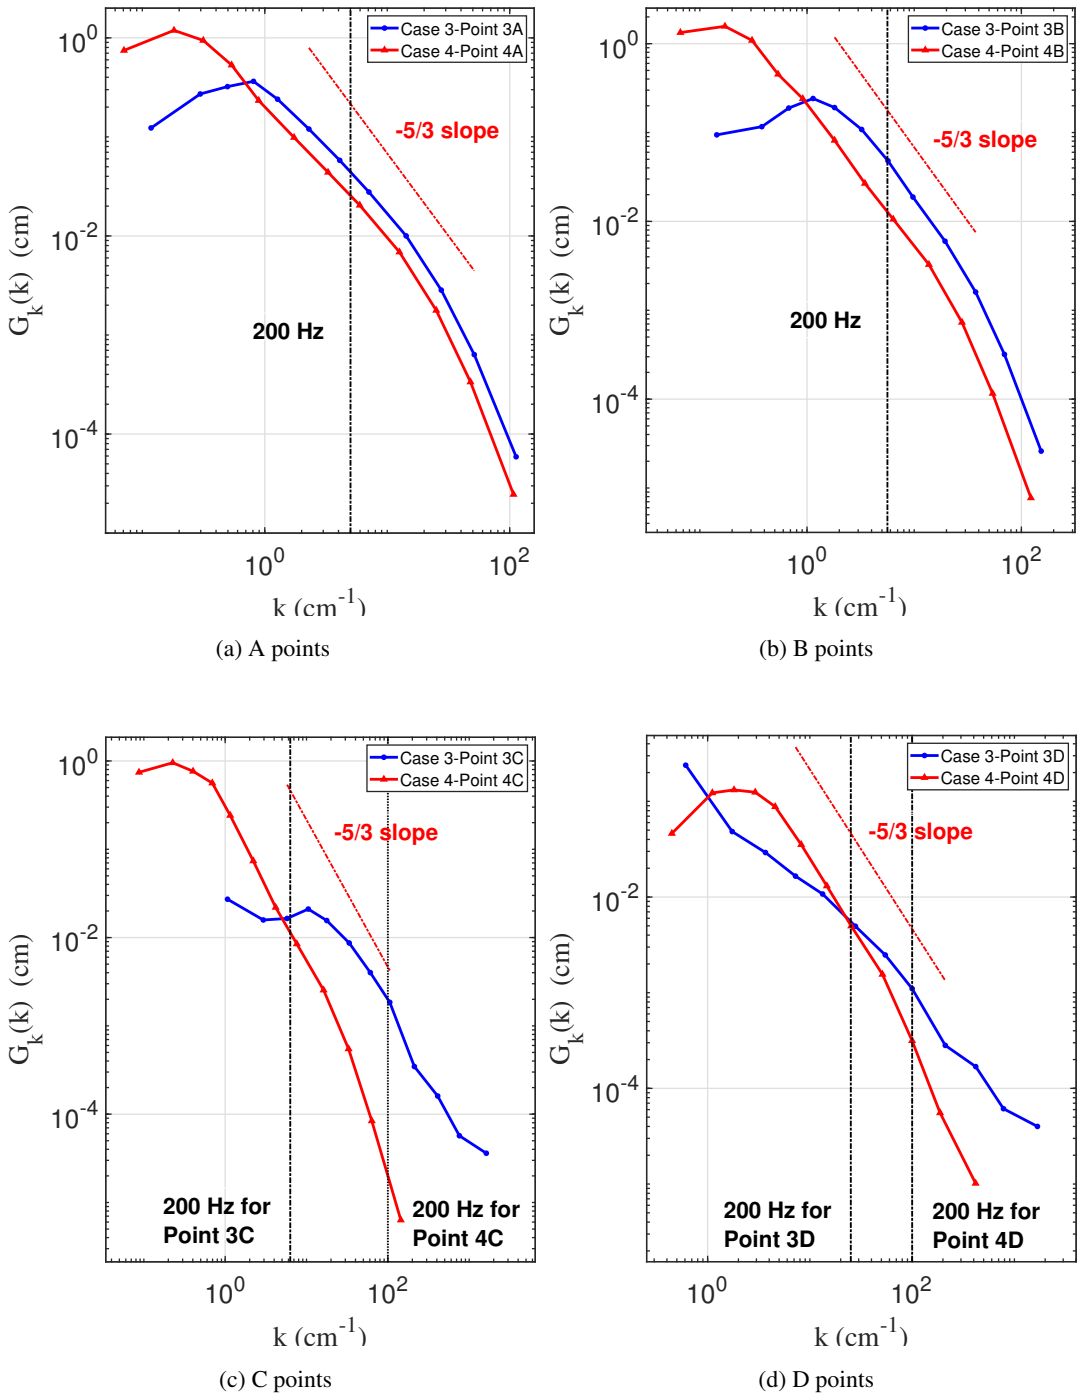 10^0
10^-2
10^-4
G_k(k) (cm)
Case 3-Point 3A
Case 4-Point 4A
-5/3 slope
200 Hz
10^0
10^2
k (cm^-1)
(a) A points
10^0
10^-2
10^-4
G_k(k) (cm)
Case 3-Point 3B
Case 4-Point 4B
-5/3 slope
200 Hz
10^0
10^2
k (cm^-1)
(b) B points
10^0
10^-2
10^-4
G_k(k) (cm)
Case 3-Point 3C
Case 4-Point 4C
-5/3 slope
200 Hz for
Point 3C
200 Hz for
Point 4C
10^0
10^2
k (cm^-1)
(c) C points
10^-2
10^-4
G_k(k) (cm)
Case 3-Point 3D
Case 4-Point 4D
-5/3 slope
200 Hz for
Point 3D
200 Hz for
Point 4D
10^0
10^2
k (cm^-1)
(d) D points